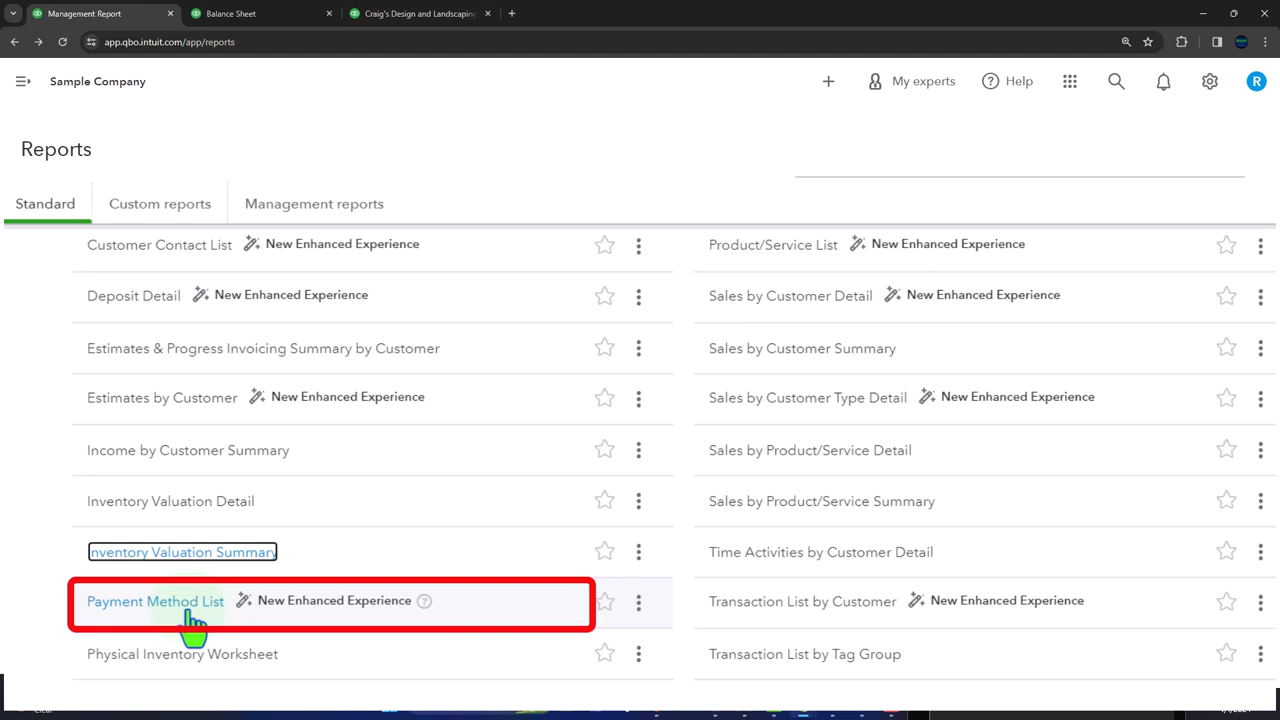 Management Report
Balance Sheet
Craig's Design and Landscaping
app.qbo.intuit.com/app/reports
Sample Company
My experts
Help
R
Reports
Standard
Custom reports
Management reports
Customer Contact List New Enhanced Experience
Product/Service List New Enhanced Experience
Deposit Detail New Enhanced Experience
Sales by Customer Detail New Enhanced Experience
Estimates & Progress Invoicing Summary by Customer
Sales by Customer Summary
Estimates by Customer New Enhanced Experience
Sales by Customer Type Detail New Enhanced Experience
Income by Customer Summary
Sales by Product/Service Detail
Inventory Valuation Detail
Sales by Product/Service Summary
Inventory Valuation Summary
Time Activities by Customer Detail
Payment Method List New Enhanced Experience
Transaction List by Customer New Enhanced Experience
Physical Inventory Worksheet
Transaction List by Tag Group